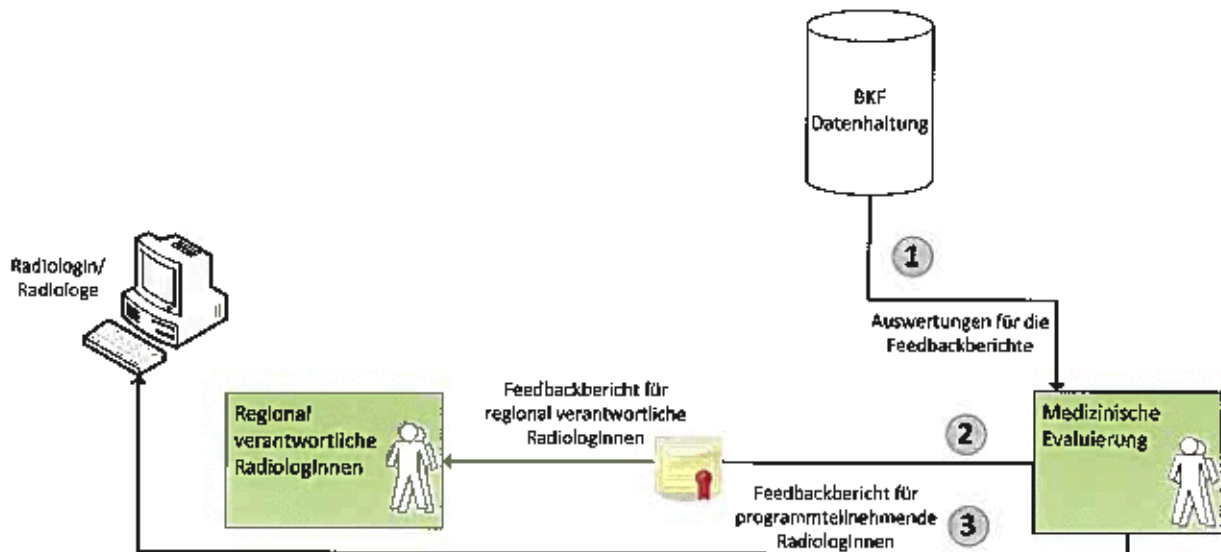 BKF
Datenhaltung
1
Radiologin/
Radiologe
Auswertungen für die
Feedbackberichte
Feedbackbericht für
regional verantwortliche
RadiologInnen
Regional
verantwortliche
RadiologInnen
2
Medizinische
Evaluierung
Feedbackbericht für
programmteilnehmende
RadiologInnen
3